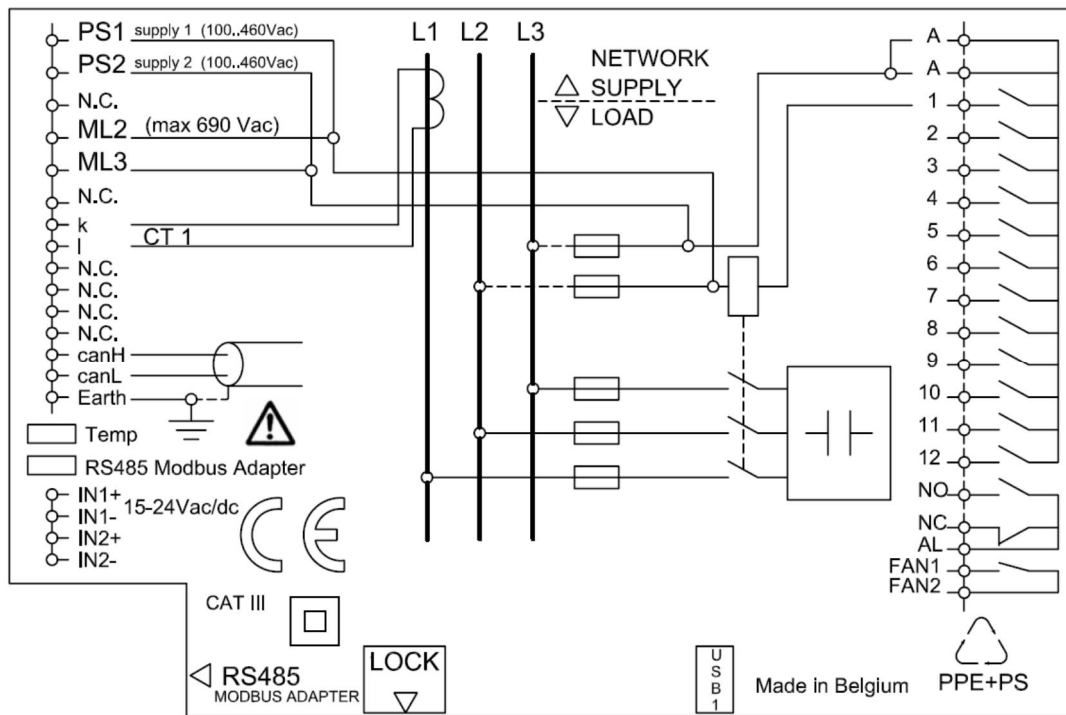 PS1 supply 1 (100..460Vac)
PS2 supply 2 (100..460Vac)
N.C.
ML2 (max 690 Vac)
ML3
N.C.
k
l CT 1
N.C.
N.C.
N.C.
N.C.
canH
canL
Earth
Temp
RS485 Modbus Adapter
IN1+ 15-24Vac/dc
IN1-
IN2+
IN2-
L1 L2 L3
NETWORK
SUPPLY
LOAD
A
A
1
2
3
4
5
6
7
8
9
10
11
12
NO
NC
AL
FAN1
FAN2
CE
CAT III
RS485
MODBUS ADAPTER
LOCK
USB1
Made in Belgium
PPE+PS